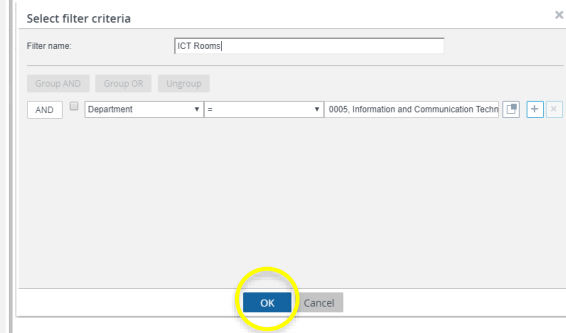 Select filter criteria
Filter name: ICT Rooms
Group AND Group OR Ungroup
AND Department = 0005, Information and Communication Techn
OK Cancel